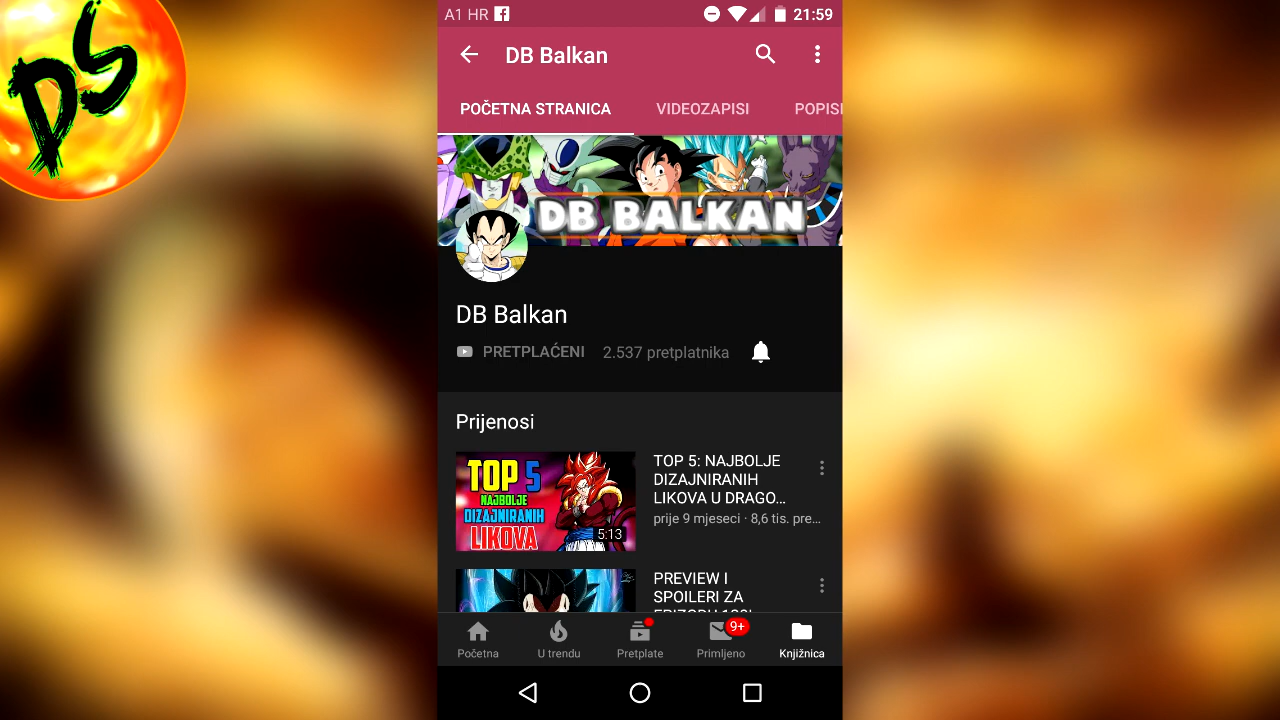 DS
A1 HR
21:59
DB Balkan
POČETNA STRANICA VIDEOZAPISI POPISI
DB BALKAN
DB Balkan
PRETPLAĆENI 2.537 pretplatnika
Prijenosi
TOP 5
NAJBOLJE
DIZAJNIRANIH
LIKOVA
5:13
TOP 5: NAJBOLJE
DIZAJNIRANIH
LIKOVA U DRAGO...
prije 9 mjeseci · 8,6 tis. pre...
PREVIEW I
SPOILERI ZA
9+
Početna U trendu Pretplate Primljeno Knjižnica